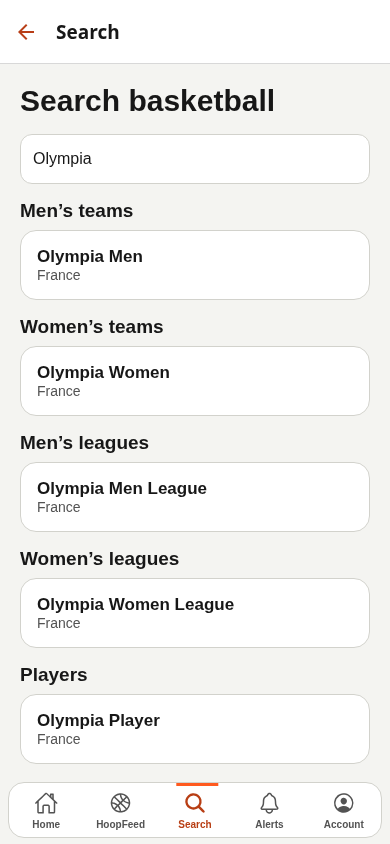 Search
Search basketball
Olympia
Men’s teams
Olympia Men
France
Women’s teams
Olympia Women
France
Men’s leagues
Olympia Men League
France
Women’s leagues
Olympia Women League
France
Players
Olympia Player
France
Home
HoopFeed
Search
Alerts
Account